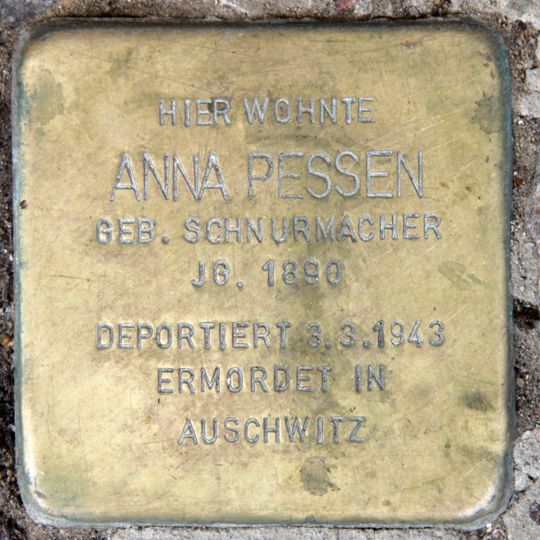 HIER WOHNTE
ANNA PESSEN
GEB. SCHNURMACHER
JG. 1890
DEPORTIERT 3.3.1943
ERMORDET IN
AUSCHWITZ